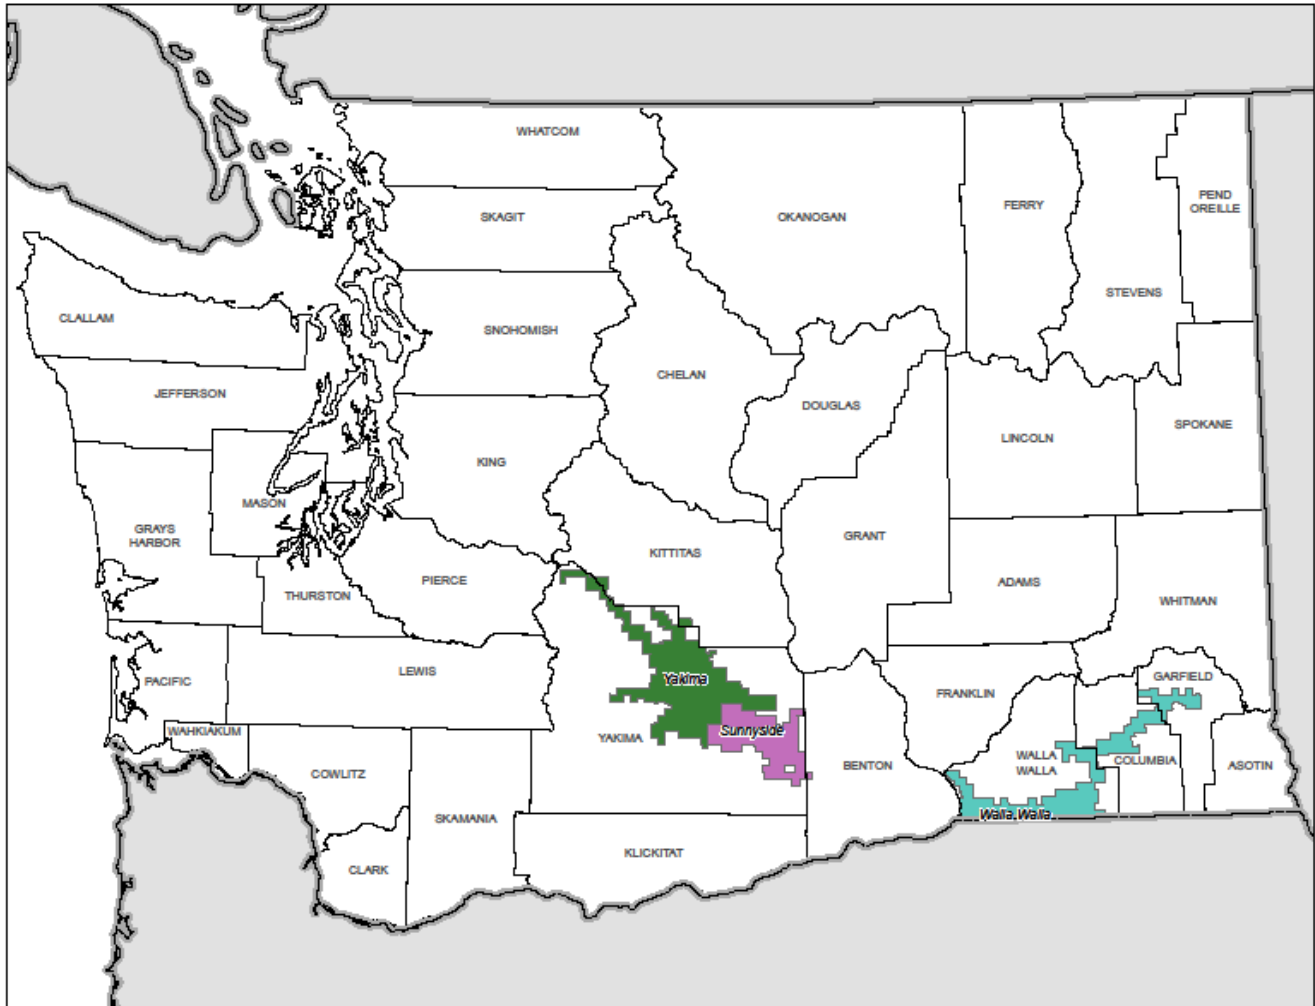 WHATCOM
PEND
OREILLE
FERRY
SKAGIT
OKANOGAN
STEVENS
CLALLAM
SNOHOMISH
CHELAN
JEFFERSON
DOUGLAS
SPOKANE
LINCOLN
KING
MASON
GRAYS
HARBOR
GRANT
KITTITAS
PIERCE
ADAMS
THURSTON
WHITMAN
LEWIS
GARFIELD
PACIFIC
Yakima
FRANKLIN
WAHKIAKUM
Sunnyside
YAKIMA
WALLA
WALLA
COLUMBIA
BENTON
ASOTIN
COWLITZ
Walla Walla
SKAMANIA
KLICKITAT
CLARK